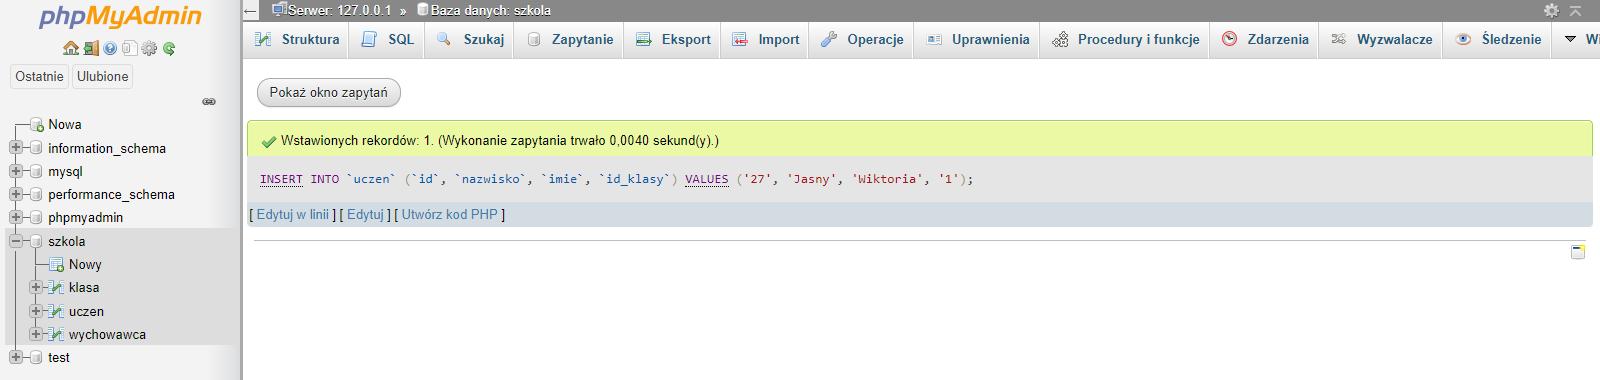 phpMyAdmin
Ostatnie Ulubione
Nowa
information_schema
mysql
performance_schema
phpmyadmin
szkola
Nowy
klasa
uczen
wychowawca
test
Serwer: 127.0.0.1 » Baza danych: szkola
Struktura SQL Szukaj Zapytanie Eksport Import Operacje Uprawnienia Procedury i funkcje Zdarzenia Wyzwalacze Śledzenie
Pokaż okno zapytań
Wstawionych rekordów: 1. (Wykonanie zapytania trwało 0,0040 sekund(y).)
INSERT INTO `uczen` (`id`, `nazwisko`, `imie`, `id_klasy`) VALUES ('27', 'Jasny', 'Wiktoria', '1');
[ Edytuj w linii ] [ Edytuj ] [ Utwórz kod PHP ]